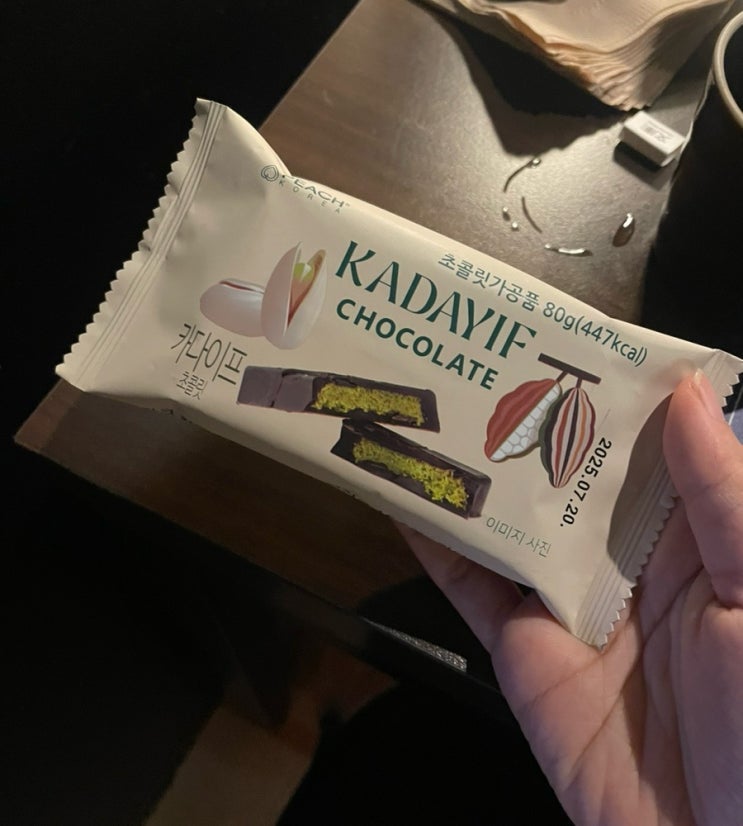 PEACH
KOREA
초콜릿가공품 80g(447kcal)
KADAYIF
CHOCOLATE
카다이프
초콜릿
2025.07.20.
이미지 사진